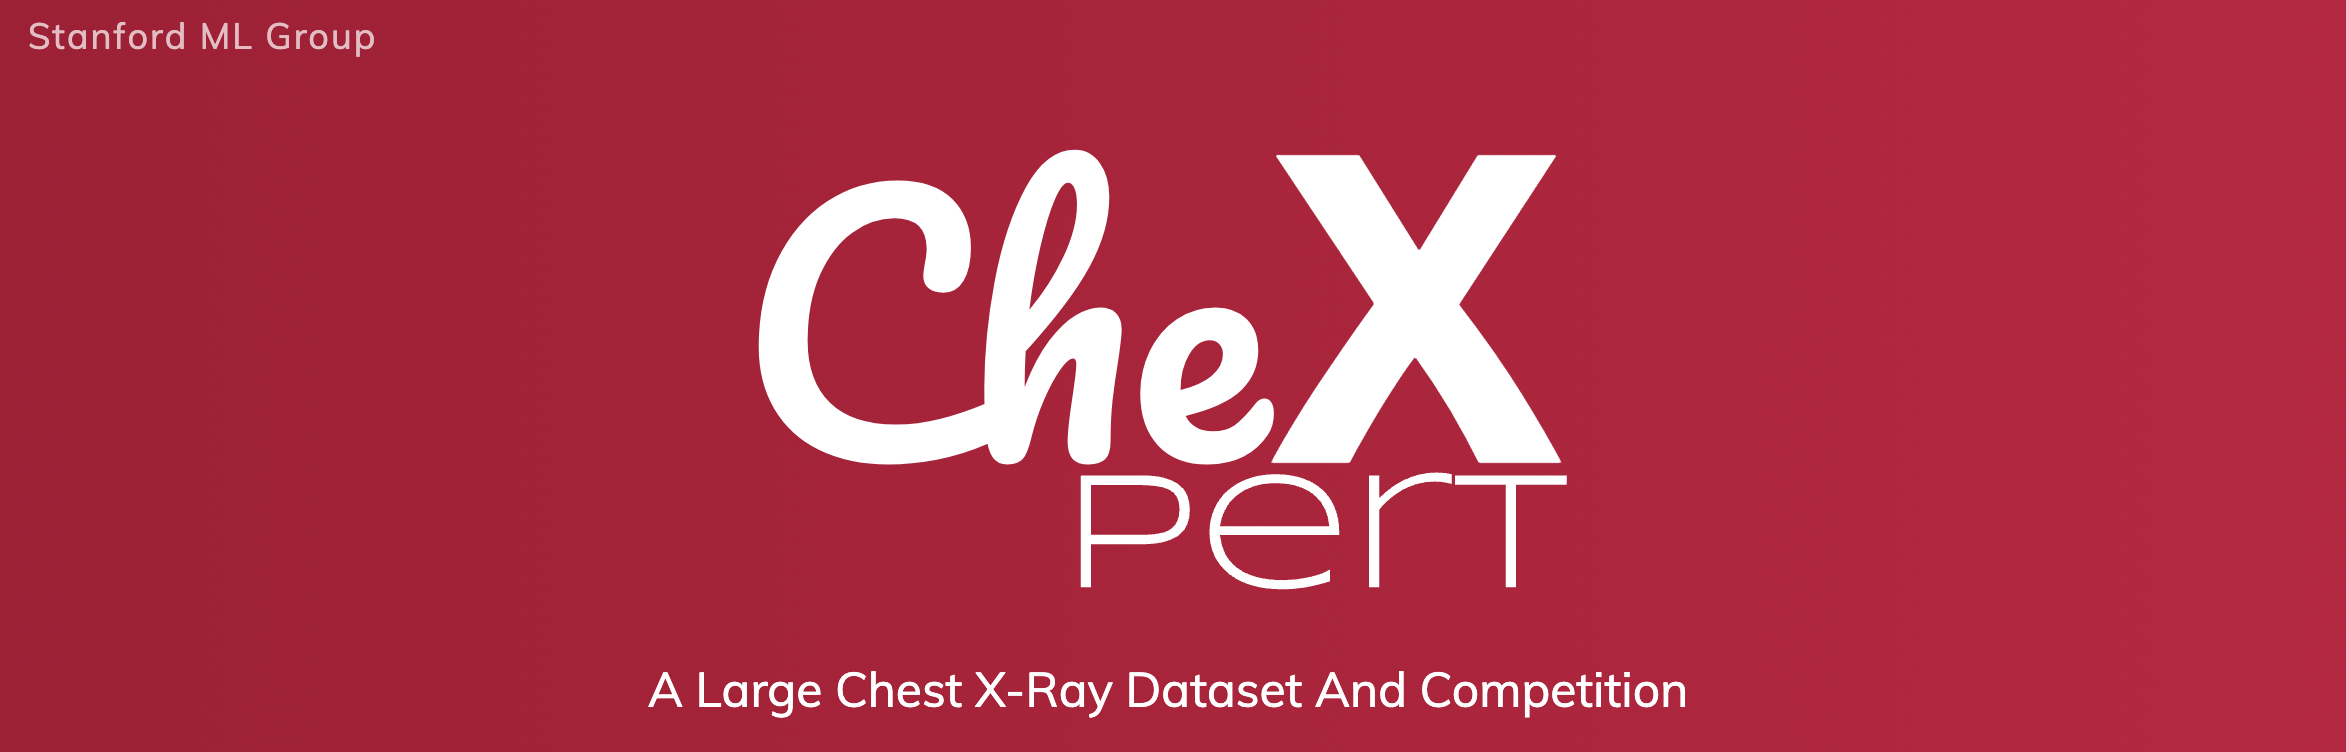 Stanford ML Group
CheX
perT
A Large Chest X-Ray Dataset And Competition